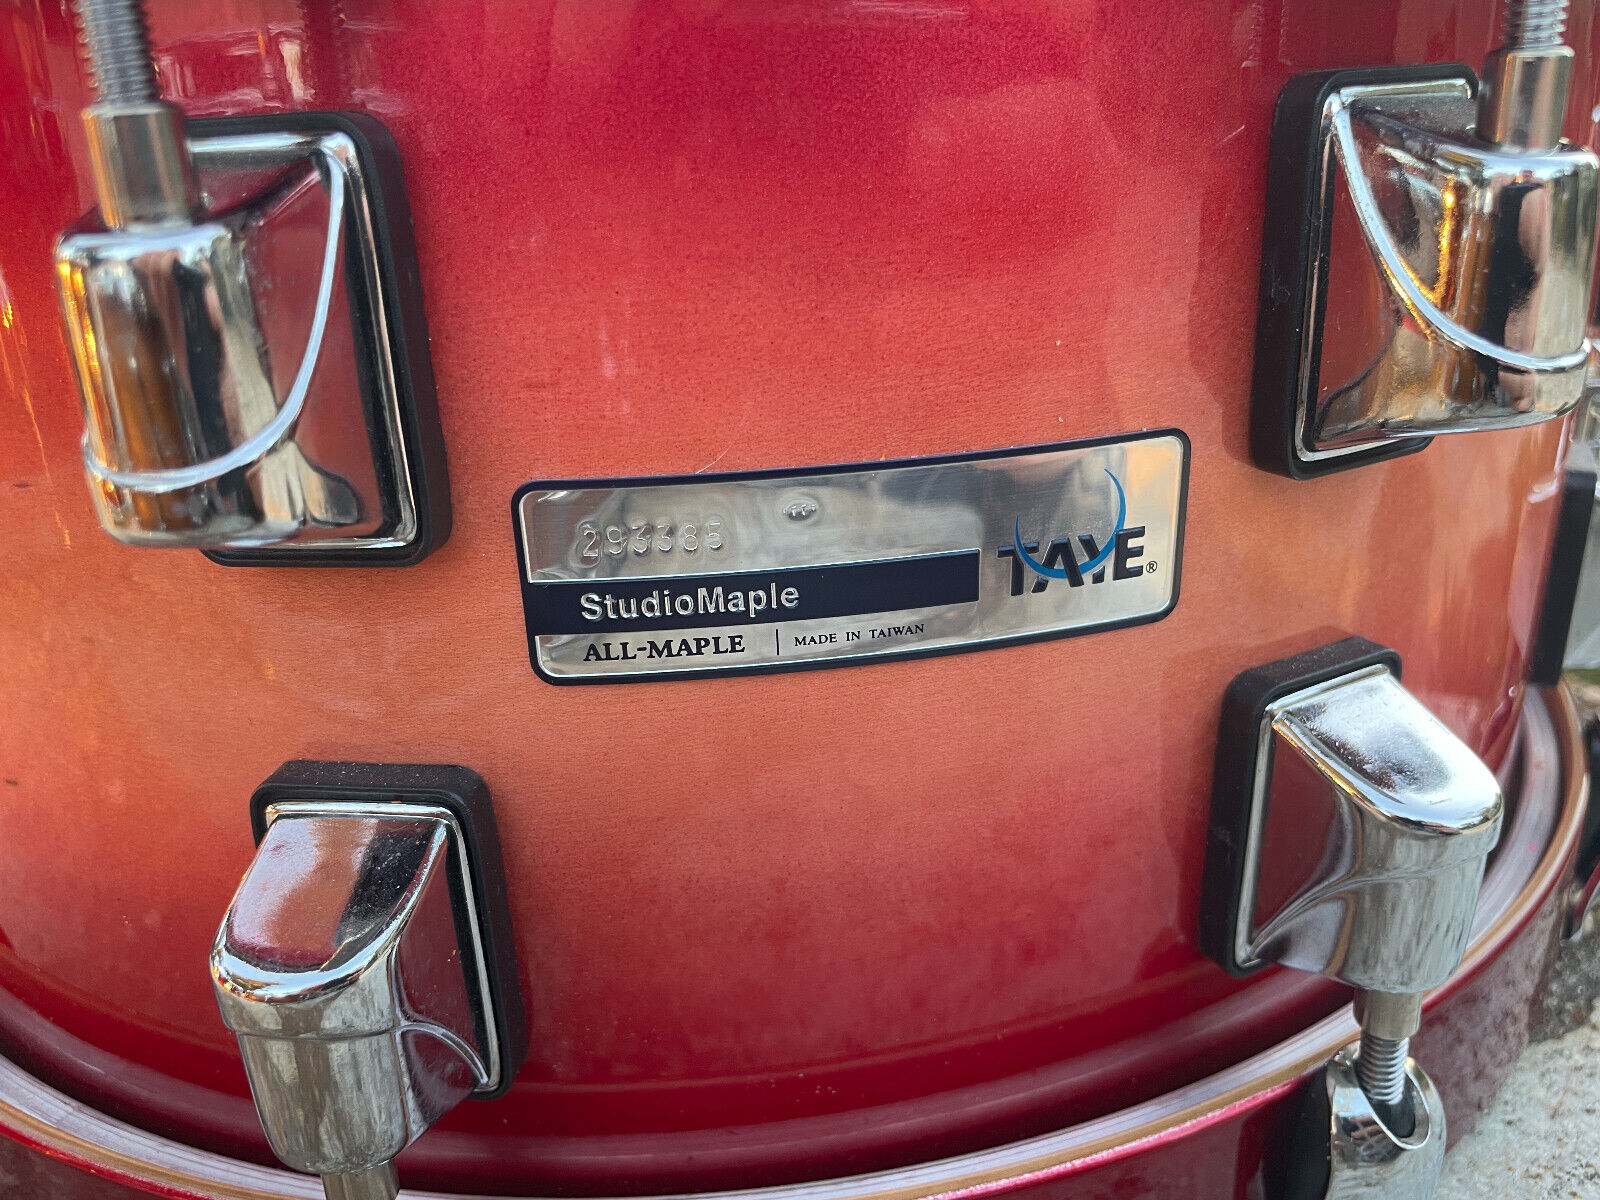 293385
StudioMaple
ALL-MAPLE | MADE IN TAIWAN
TAYE®